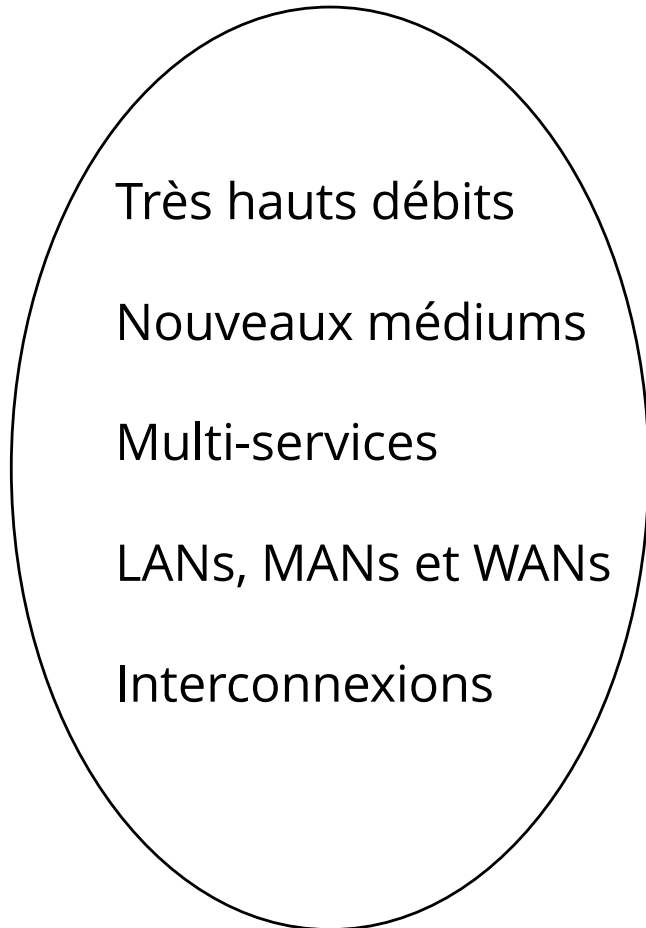 Très hauts débits
Nouveaux médiums
Multi-services
LANs, MANs et WANs
Interconnexions